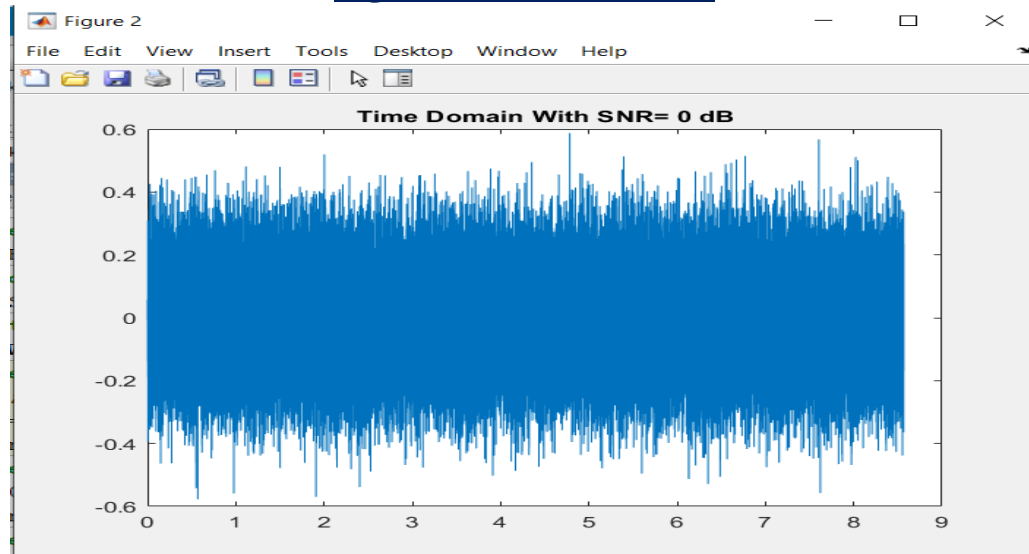 Figure 2
File Edit View Insert Tools Desktop Window Help
Time Domain With SNR= 0 dB
0.6
0.4
0.2
0
-0.2
-0.4
-0.6
0 1 2 3 4 5 6 7 8 9